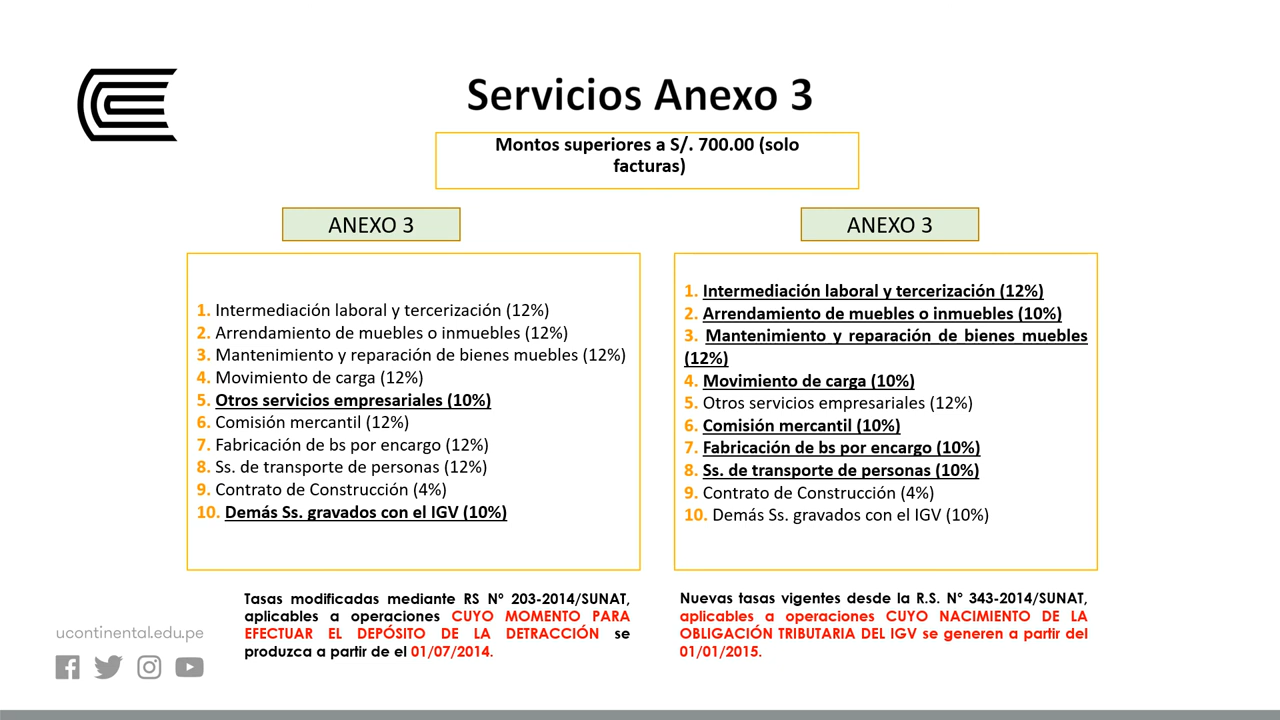 Servicios Anexo 3
Montos superiores a S/. 700.00 (solo
facturas)
ANEXO 3
1. Intermediación laboral y tercerización (12%)
2. Arrendamiento de muebles o inmuebles (12%)
3. Mantenimiento y reparación de bienes muebles (12%)
4. Movimiento de carga (12%)
5. Otros servicios empresariales (10%)
6. Comisión mercantil (12%)
7. Fabricación de bs por encargo (12%)
8. Ss. de transporte de personas (12%)
9. Contrato de Construcción (4%)
10. Demás Ss. gravados con el IGV (10%)
Tasas modificadas mediante RS Nº 203-2014/SUNAT,
aplicables a operaciones CUYO MOMENTO PARA
EFECTUAR EL DEPÓSITO DE LA DETRACCIÓN se
produzca a partir de el 01/07/2014.
ANEXO 3
1. Intermediación laboral y tercerización (12%)
2. Arrendamiento de muebles o inmuebles (10%)
3. Mantenimiento y reparación de bienes muebles
(12%)
4. Movimiento de carga (10%)
5. Otros servicios empresariales (12%)
6. Comisión mercantil (10%)
7. Fabricación de bs por encargo (10%)
8. Ss. de transporte de personas (10%)
9. Contrato de Construcción (4%)
10. Demás Ss. gravados con el IGV (10%)
Nuevas tasas vigentes desde la R.S. Nº 343-2014/SUNAT,
aplicables a operaciones CUYO NACIMIENTO DE LA
OBLIGACIÓN TRIBUTARIA DEL IGV se generen a partir del
01/01/2015.
ucontinental.edu.pe